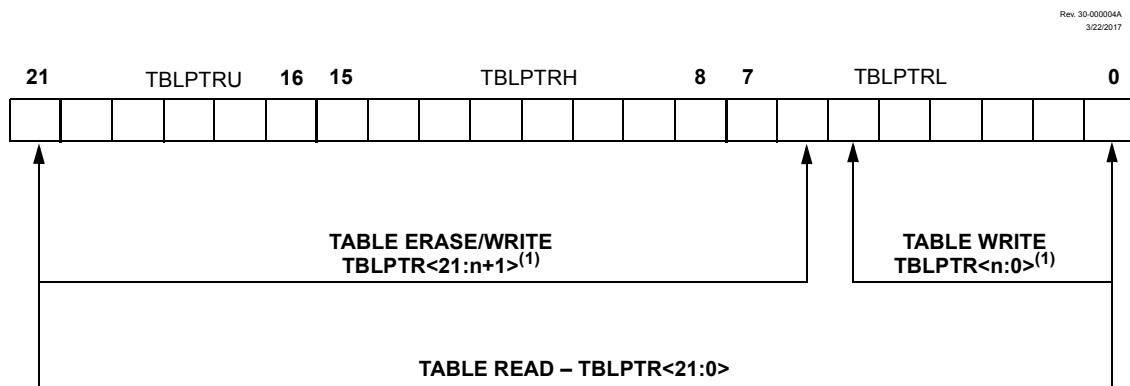 Rev. 30-000004A
3/22/2017
21 TBLPTRU 16 15 TBLPTRH 8 7 TBLPTRL 0
TABLE ERASE/WRITE
TBLPTR<21:n+1>(1)
TABLE WRITE
TBLPTR<n:0>(1)
TABLE READ – TBLPTR<21:0>